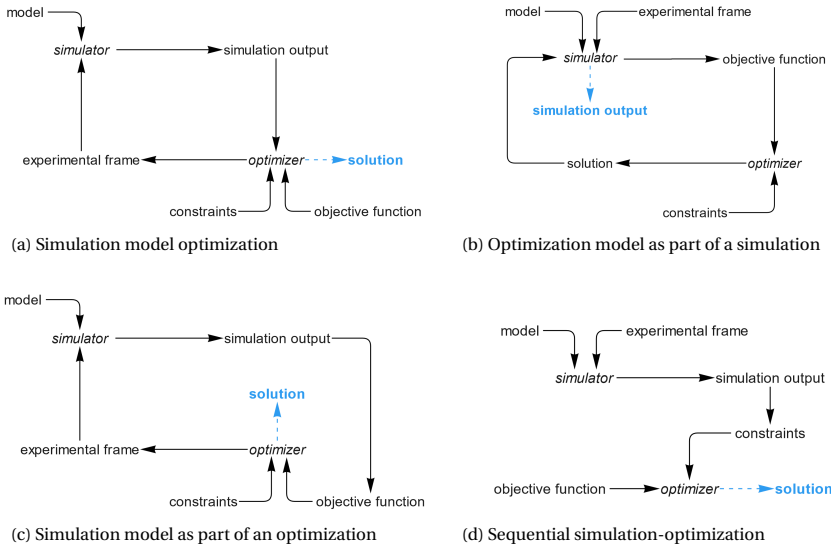 model
simulator
simulation output
experimental frame
optimizer
solution
constraints
objective function
(a) Simulation model optimization
model
experimental frame
simulator
objective function
simulation output
solution
optimizer
constraints
(b) Optimization model as part of a simulation
model
simulator
simulation output
solution
experimental frame
optimizer
constraints
objective function
(c) Simulation model as part of an optimization
model
experimental frame
simulator
simulation output
constraints
objective function
optimizer
solution
(d) Sequential simulation-optimization